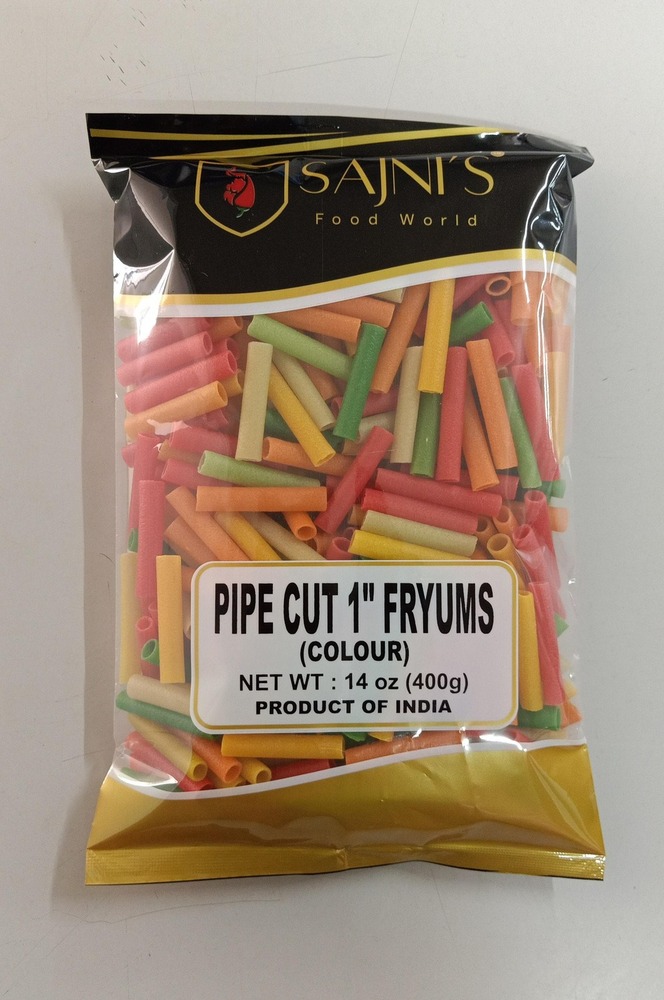 SAJNI'S
Food World
PIPE CUT 1" FRYUMS
(COLOUR)
NET WT : 14 oz (400g)
PRODUCT OF INDIA